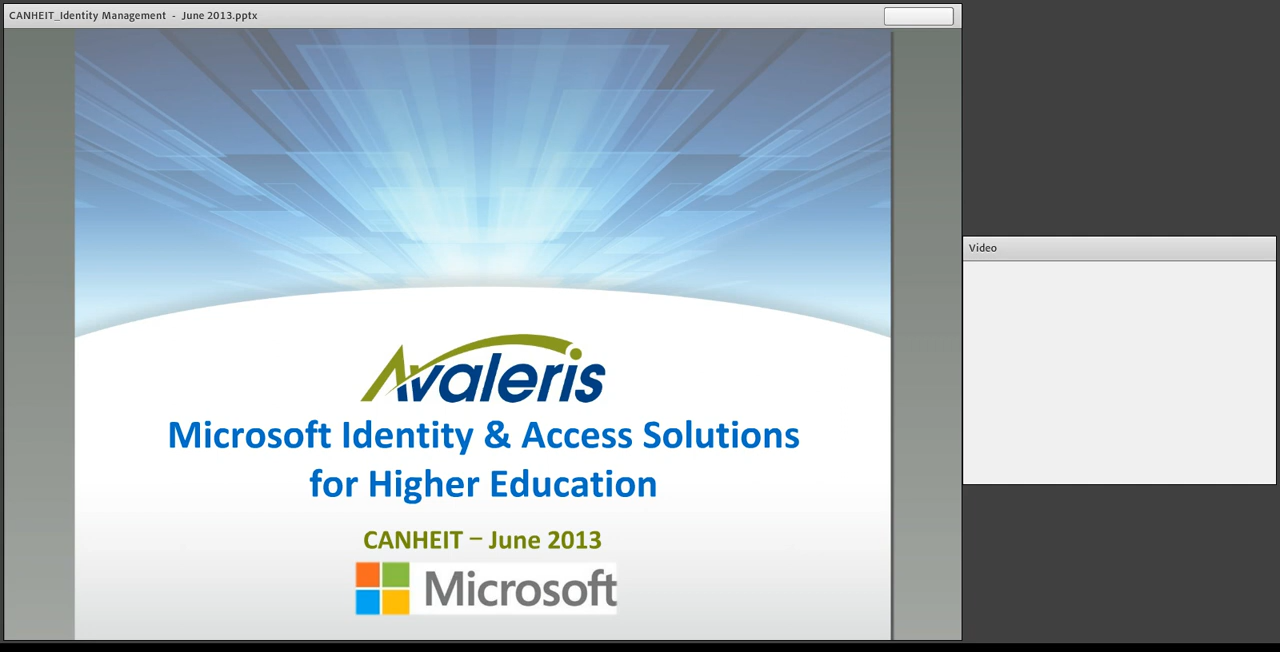 CANHEIT_Identity Management - June 2013.pptx
Video
Avaleris
Microsoft Identity & Access Solutions
for Higher Education
CANHEIT – June 2013
Microsoft